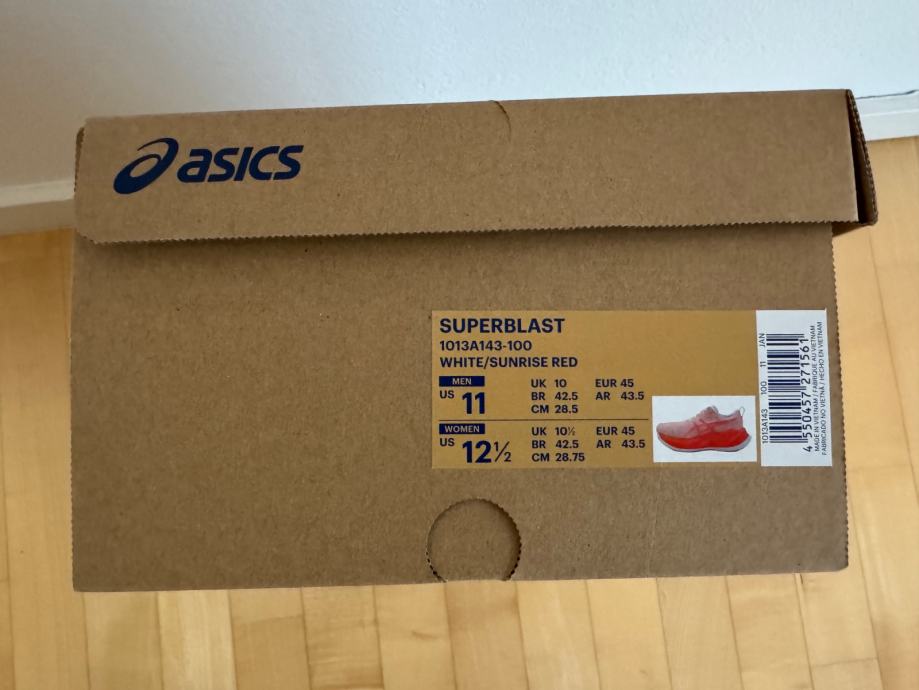 asics
SUPERBLAST
1013A143-100
WHITE/SUNRISE RED
MEN
US 11
UK 10 EUR 45
BR 42.5 AR 43.5
CM 28.5
WOMEN
US 12½
UK 10½ EUR 45
BR 42.5 AR 43.5
CM 28.75
1013A143 100 11 JAN
4 550457 271561
MADE IN VIETNAM / FABRIQUÉ AU VIETNAM
FABRICADO NO VIETNÃ / HECHO EN VIETNAM